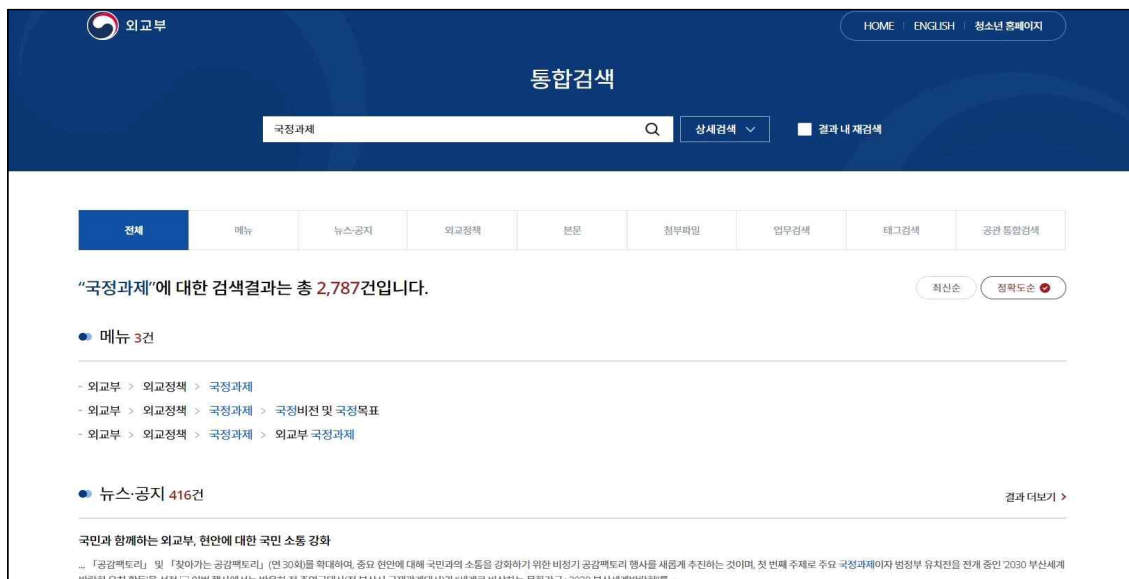 외교부
HOME | ENGLISH | 청소년 홈페이지
통합검색
국정과제
상세검색
결과 내 재검색
전체 메뉴 뉴스·공지 외교정책 본문 첨부파일 업무검색 태그검색 공관 통합검색
“국정과제”에 대한 검색결과는 총 2,787건입니다.
최신순 정확도순
메뉴 3건
- 외교부 > 외교정책 > 국정과제
- 외교부 > 외교정책 > 국정과제 > 국정비전 및 국정목표
- 외교부 > 외교정책 > 국정과제 > 외교부 국정과제
뉴스·공지 416건
결과 더보기 >
국민과 함께하는 외교부, 현안에 대한 국민 소통 강화
... 「공감팩토리」 및 「찾아가는 공감팩토리」(연 30회)를 확대하여, 중요 현안에 대해 국민과의 소통을 강화하기 위한 비정기 공감팩토리 행사를 새롭게 추진하는 것이며, 첫 번째 주제로 주요 국정과제이자 범정부 유치전을 전개 중인 '2030 부산세계